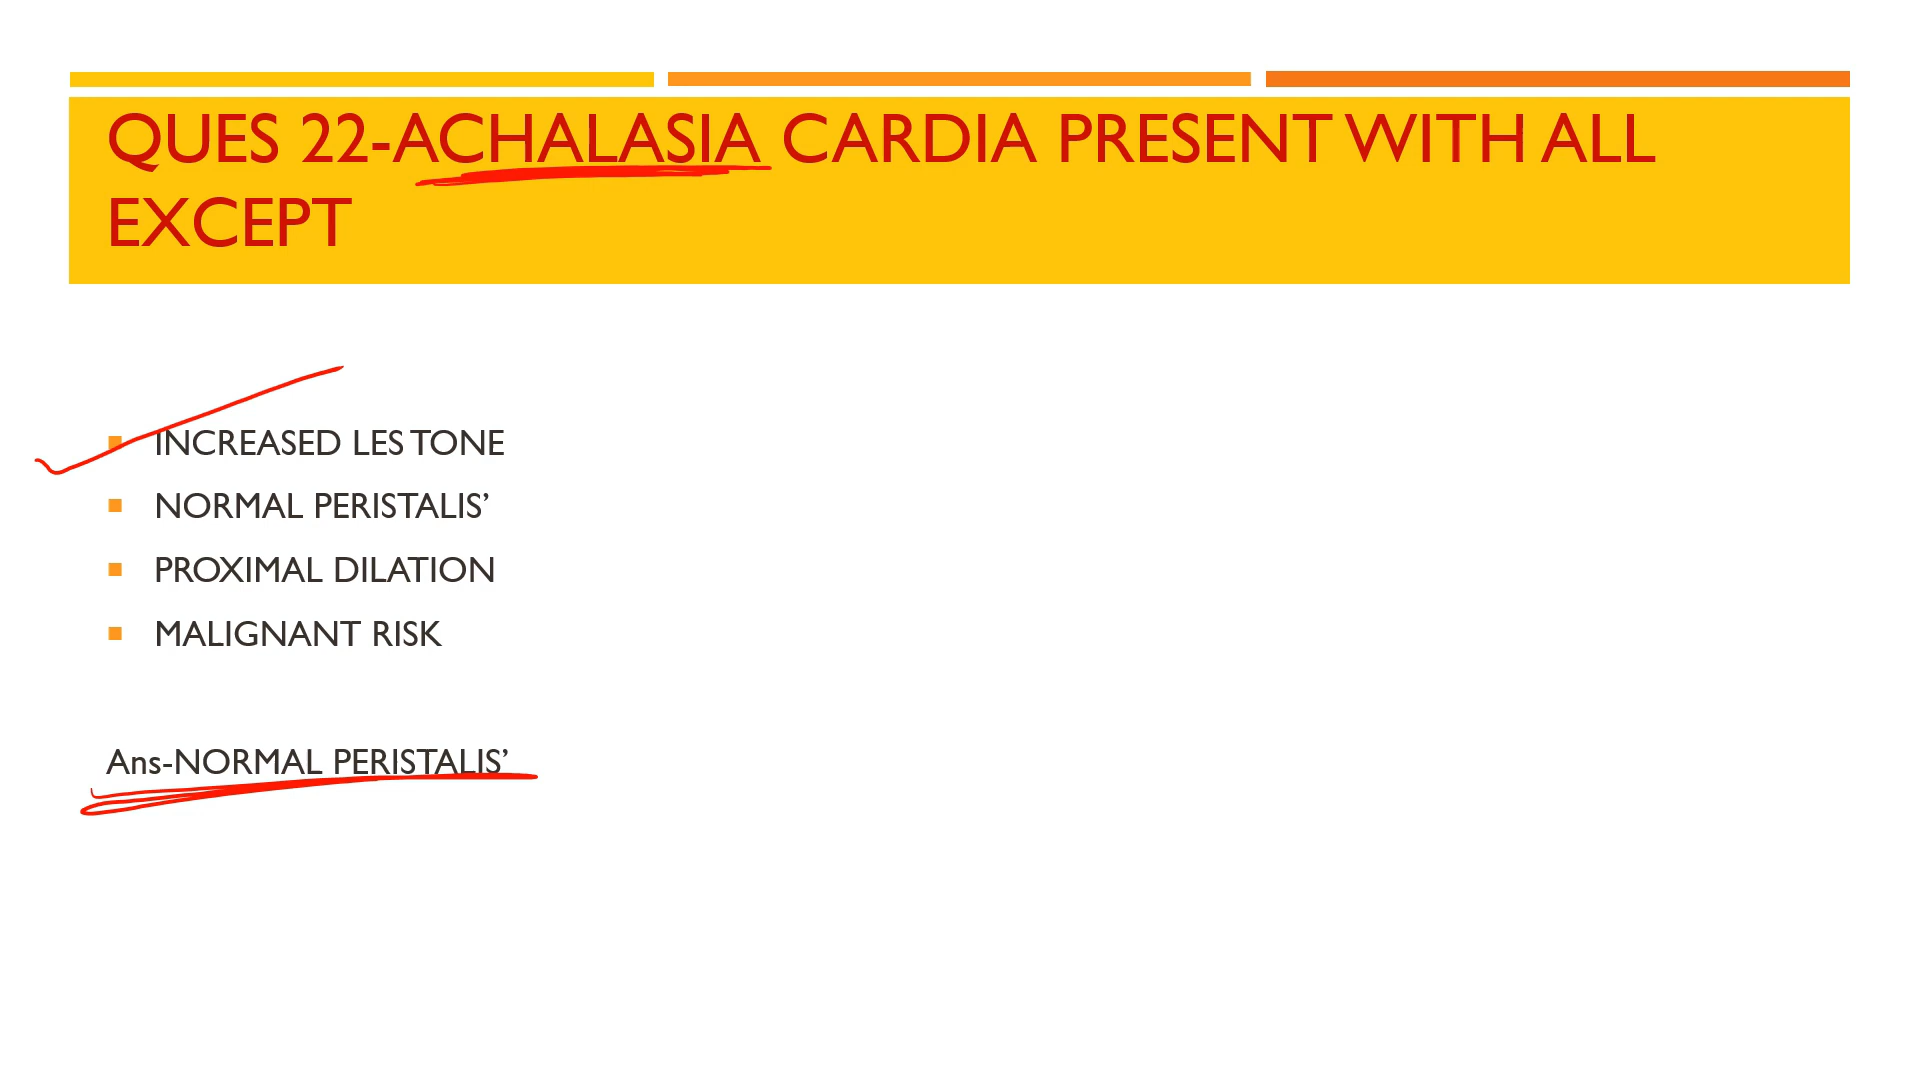 QUES 22-ACHALASIA CARDIA PRESENT WITH ALL
EXCEPT
INCREASED LES TONE
NORMAL PERISTALIS’
PROXIMAL DILATION
MALIGNANT RISK
Ans-NORMAL PERISTALIS’